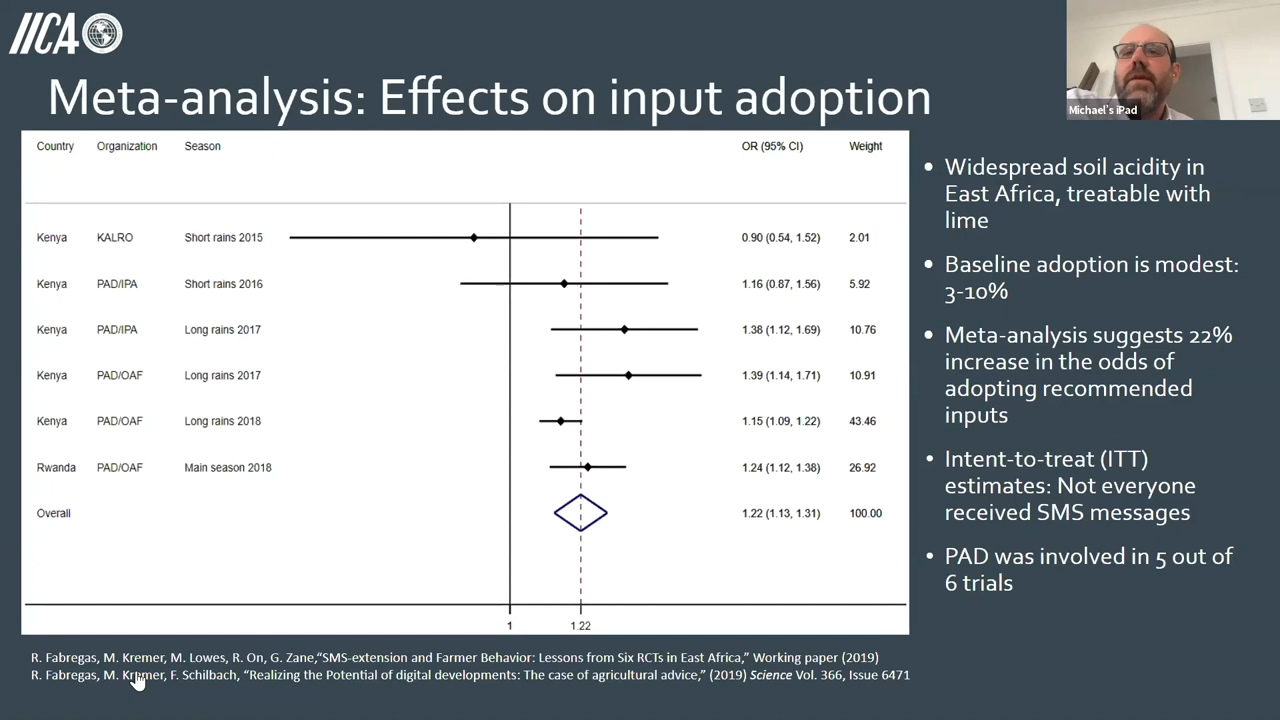 IICA
Meta-analysis: Effects on input adoption
Michael's iPad
Country Organization Season OR (95% CI) Weight
Kenya KALRO Short rains 2015 0.90 (0.54, 1.52) 2.01
Kenya PAD/IPA Short rains 2016 1.16 (0.87, 1.56) 5.92
Kenya PAD/IPA Long rains 2017 1.38 (1.12, 1.69) 10.76
Kenya PAD/OAF Long rains 2017 1.39 (1.14, 1.71) 10.91
Kenya PAD/OAF Long rains 2018 1.15 (1.09, 1.22) 43.46
Rwanda PAD/OAF Main season 2018 1.24 (1.12, 1.38) 26.92
Overall 1.22 (1.13, 1.31) 100.00
1 1.22
• Widespread soil acidity in
East Africa, treatable with
lime
• Baseline adoption is modest:
3-10%
• Meta-analysis suggests 22%
increase in the odds of
adopting recommended
inputs
• Intent-to-treat (ITT)
estimates: Not everyone
received SMS messages
• PAD was involved in 5 out of
6 trials
R. Fabregas, M. Kremer, M. Lowes, R. On, G. Zane,“SMS-extension and Farmer Behavior: Lessons from Six RCTs in East Africa,” Working paper (2019)
R. Fabregas, M. Kremer, F. Schilbach, “Realizing the Potential of digital developments: The case of agricultural advice,” (2019) Science Vol. 366, Issue 6471